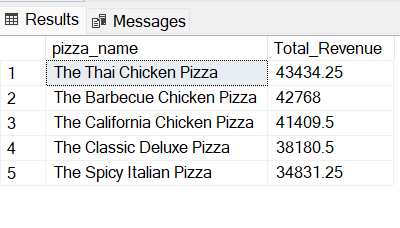 Results Messages
pizza_name Total_Revenue
1 The Thai Chicken Pizza 43434.25
2 The Barbecue Chicken Pizza 42768
3 The California Chicken Pizza 41409.5
4 The Classic Deluxe Pizza 38180.5
5 The Spicy Italian Pizza 34831.25